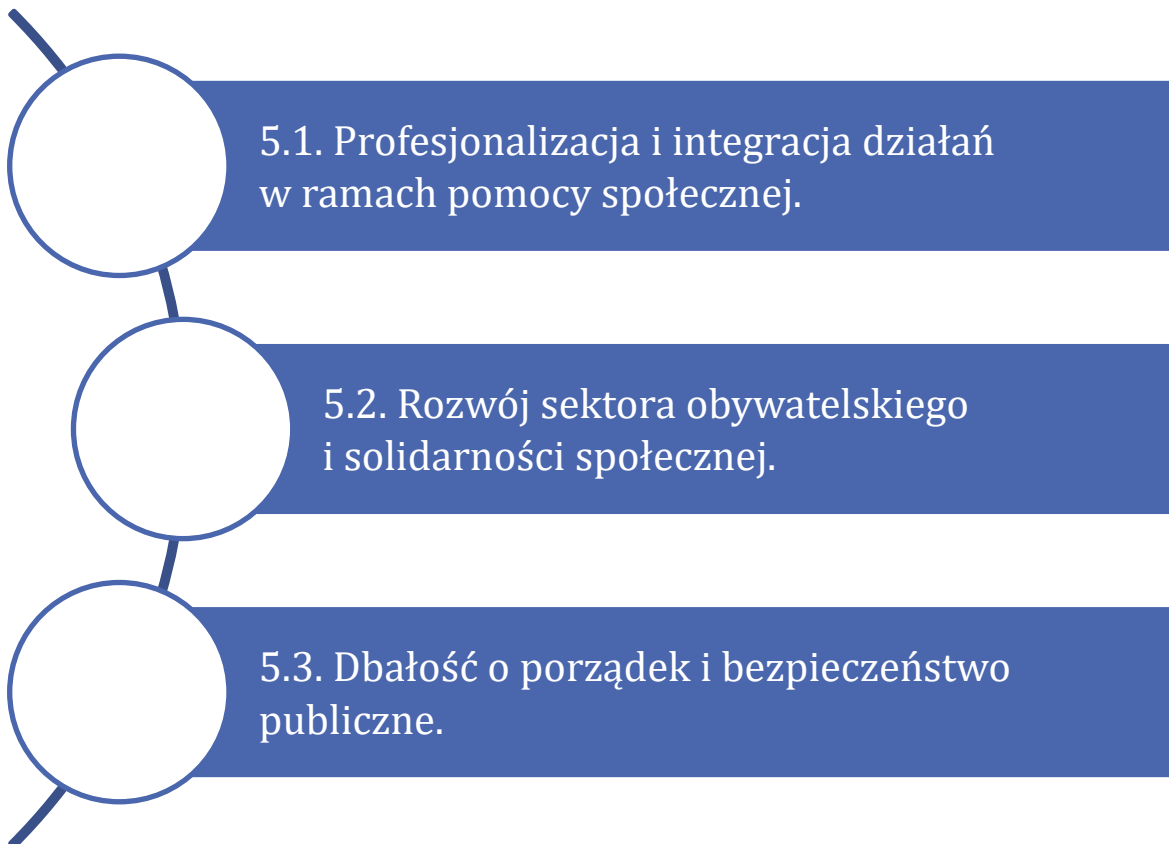 5.1. Profesjonalizacja i integracja działań
w ramach pomocy społecznej.
5.2. Rozwój sektora obywatelskiego
i solidarności społecznej.
5.3. Dbałość o porządek i bezpieczeństwo
publiczne.